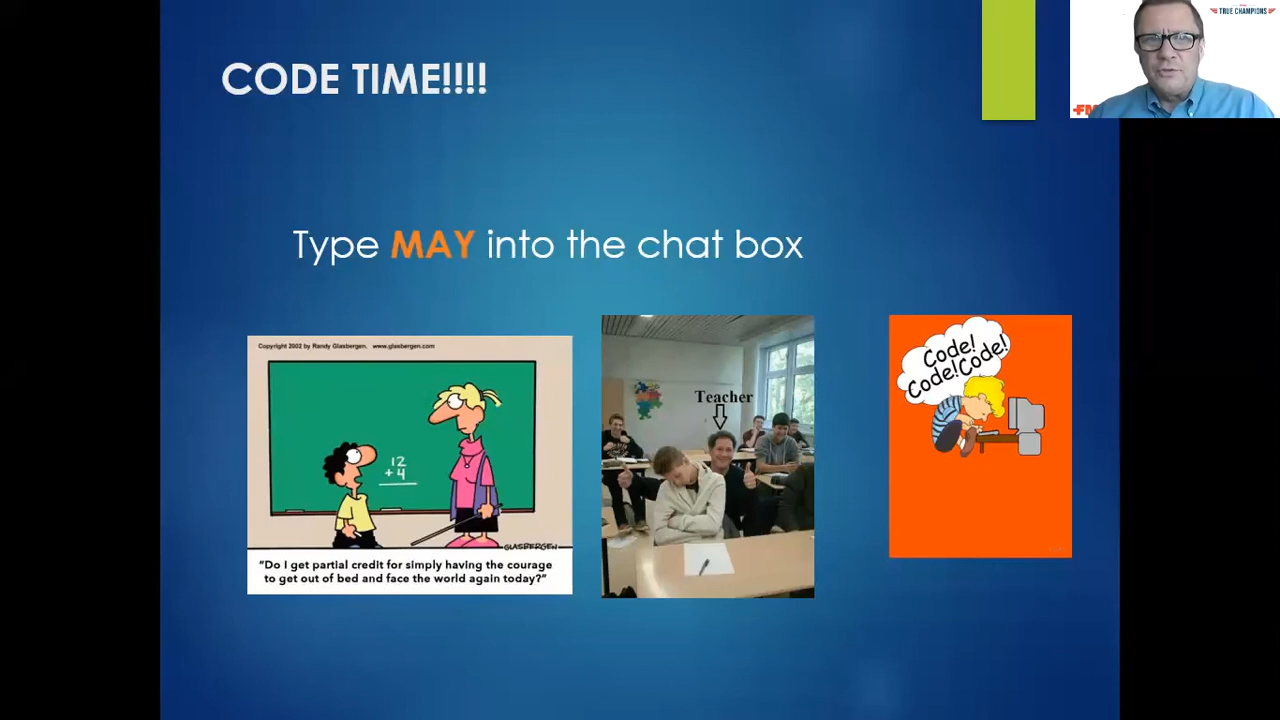 TRUE CHAMPIONS
CODE TIME!!!!
Type MAY into the chat box
Copyright 2002 by Randy Glasbergen. www.glasbergen.com
12
+ 4
GLASBERGEN
"Do I get partial credit for simply having the courage
to get out of bed and face the world again today?"
Teacher
Code!
Code!Code!